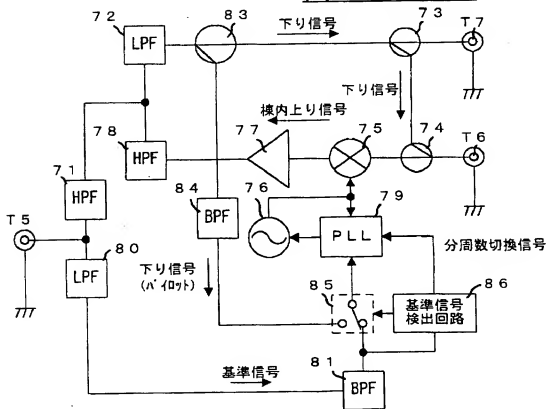 72
LPF
83
下り信号
73
T7
下り信号
棟内上り信号
78
HPF
77
75
74
T6
71
HPF
84
BPF
76
79
PLL
分周数切換信号
T5
80
LPF
下り信号
(パイロット)
85
86
基準信号
検出回路
基準信号
81
BPF